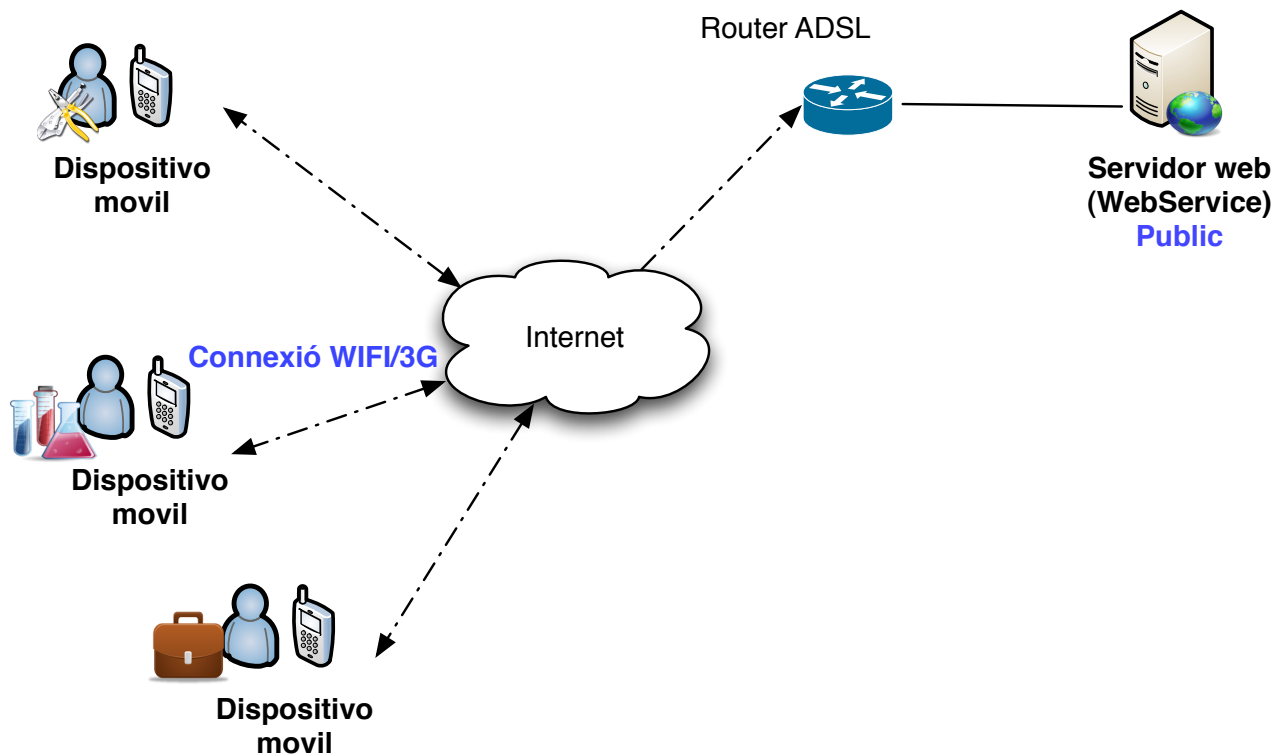 Router ADSL
Dispositivo
movil
Servidor web
(WebService)
Public
Internet
Connexió WIFI/3G
Dispositivo
movil
Dispositivo
movil